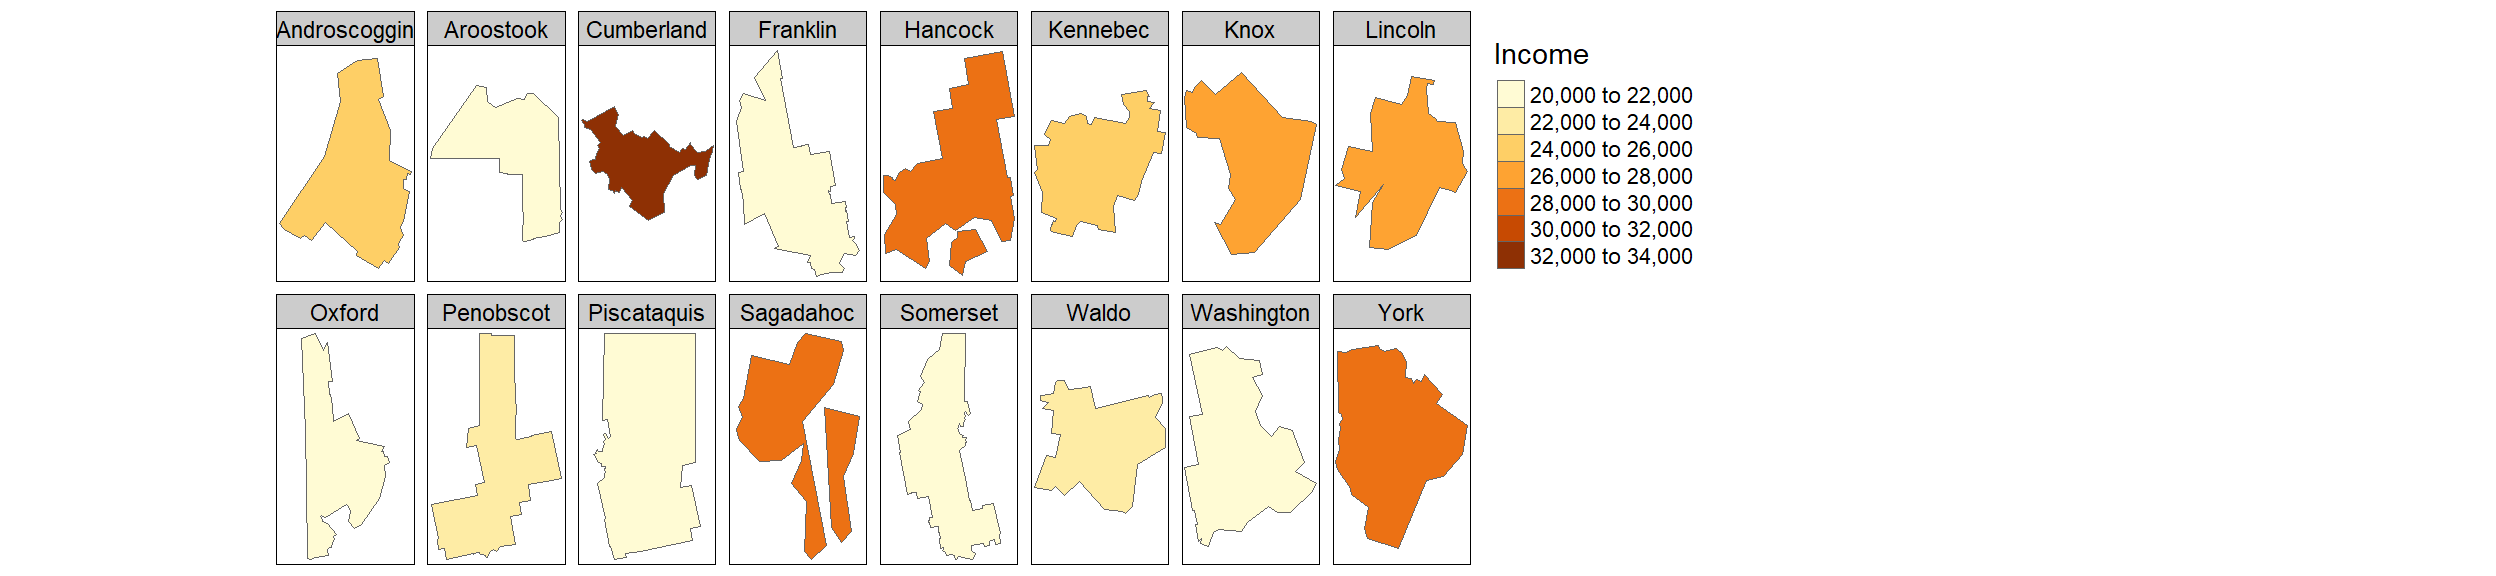 Androscoggin
Aroostook
Cumberland
Franklin
Hancock
Kennebec
Knox
Lincoln
Oxford
Penobscot
Piscataquis
Sagadahoc
Somerset
Waldo
Washington
York
Income
20,000 to 22,000
22,000 to 24,000
24,000 to 26,000
26,000 to 28,000
28,000 to 30,000
30,000 to 32,000
32,000 to 34,000